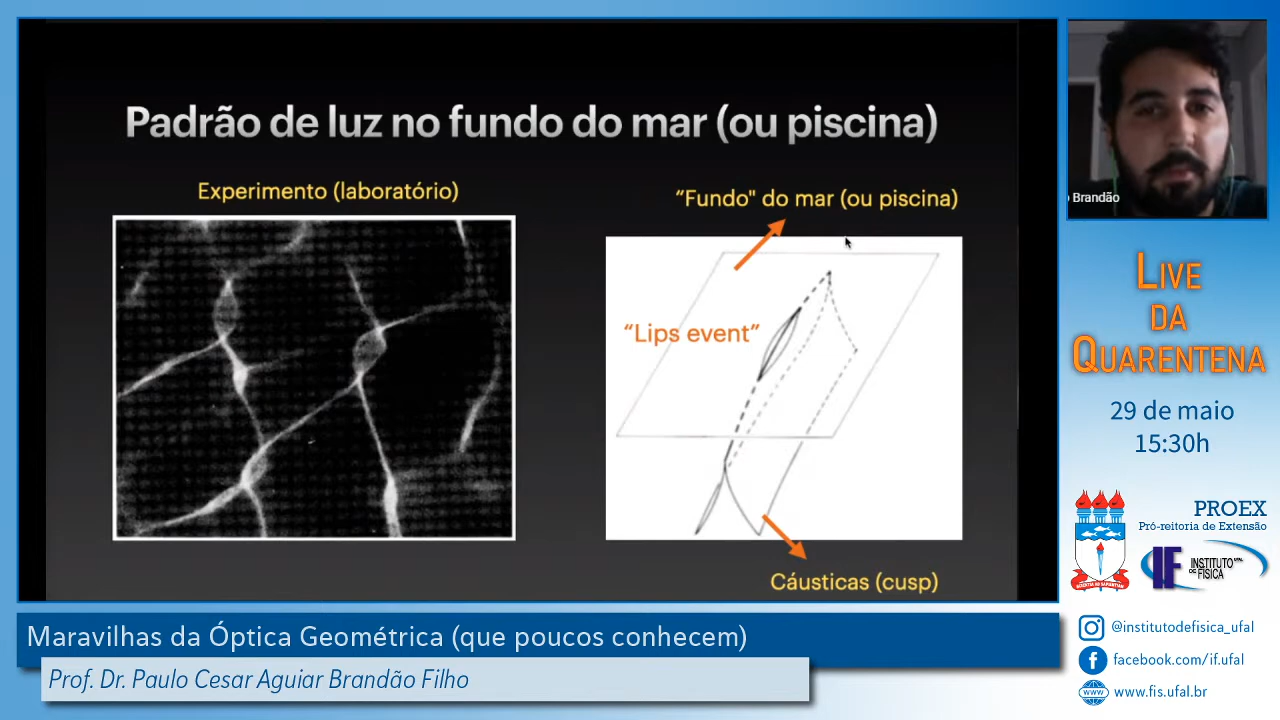 Padrão de luz no fundo do mar (ou piscina)
Experimento (laboratório)
“Fundo" do mar (ou piscina)
“Lips event”
Cáusticas (cusp)
Brandão
LIVE
DA
QUARENTENA
29 de maio
15:30h
PROEX
Pró-reitoria de Extensão
IF INSTITUTO UFAL
DE FÍSICA
@institutodefisica_ufal
facebook.com/if.ufal
www.fis.ufal.br
Maravilhas da Óptica Geométrica (que poucos conhecem)
Prof. Dr. Paulo Cesar Aguiar Brandão Filho